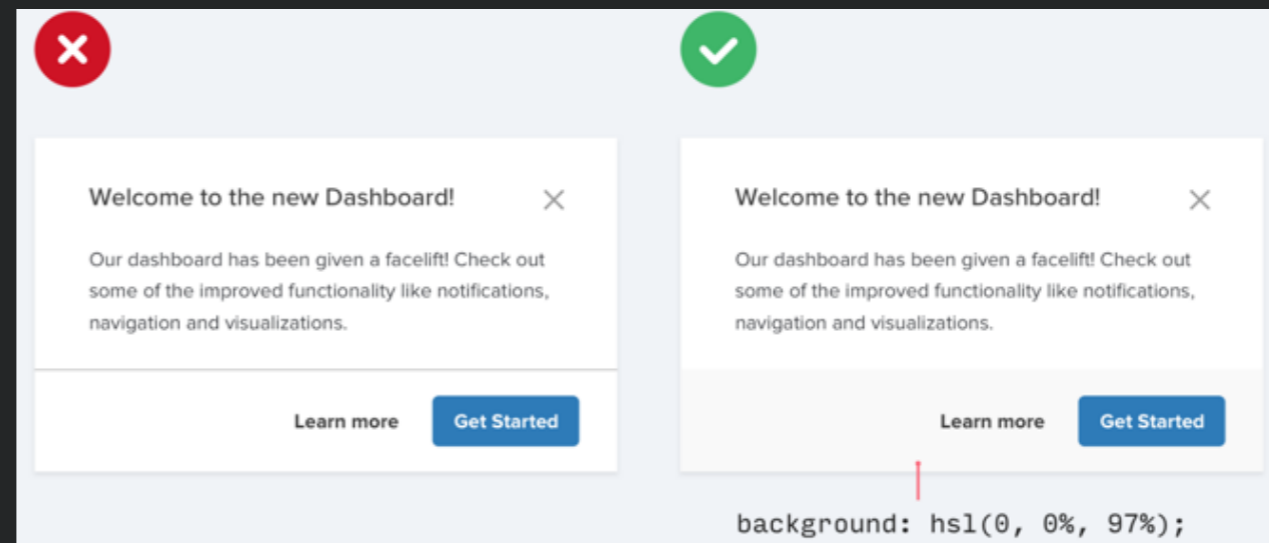 Welcome to the new Dashboard!
Our dashboard has been given a facelift! Check out
some of the improved functionality like notifications,
navigation and visualizations.
Learn more
Get Started
Welcome to the new Dashboard!
Our dashboard has been given a facelift! Check out
some of the improved functionality like notifications,
navigation and visualizations.
Learn more
Get Started
background: hsl(0, 0%, 97%);